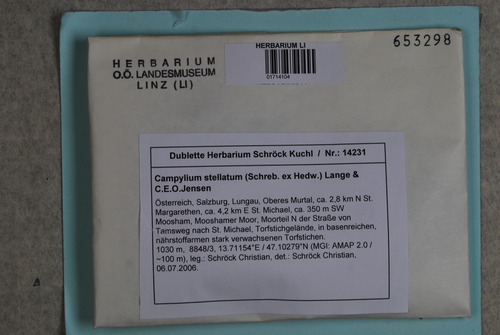 HERBARIUM
O.Ö. LANDESMUSEUM
LINZ (LI)
HERBARIUM LI
01714104
653298
Dublette Herbarium Schröck Kuchl / Nr.: 14231
Campylium stellatum (Schreb. ex Hedw.) Lange &
C.E.O.Jensen
Österreich, Salzburg, Lungau, Oberes Murtal, ca. 2,8 km N St.
Margarethen, ca. 4,2 km E St. Michael, ca. 350 m SW
Moosham, Mooshamer Moor, Moorteil N der Straße von
Tamsweg nach St. Michael, Torfstichgelände, in basenreichen,
nährstoffarmen stark verwachsenen Torfstichen.
1030 m, 8848/3, 13.71154°E / 47.10279°N (MGI: AMAP 2.0 /
~100 m), leg.: Schröck Christian, det.: Schröck Christian,
06.07.2006.